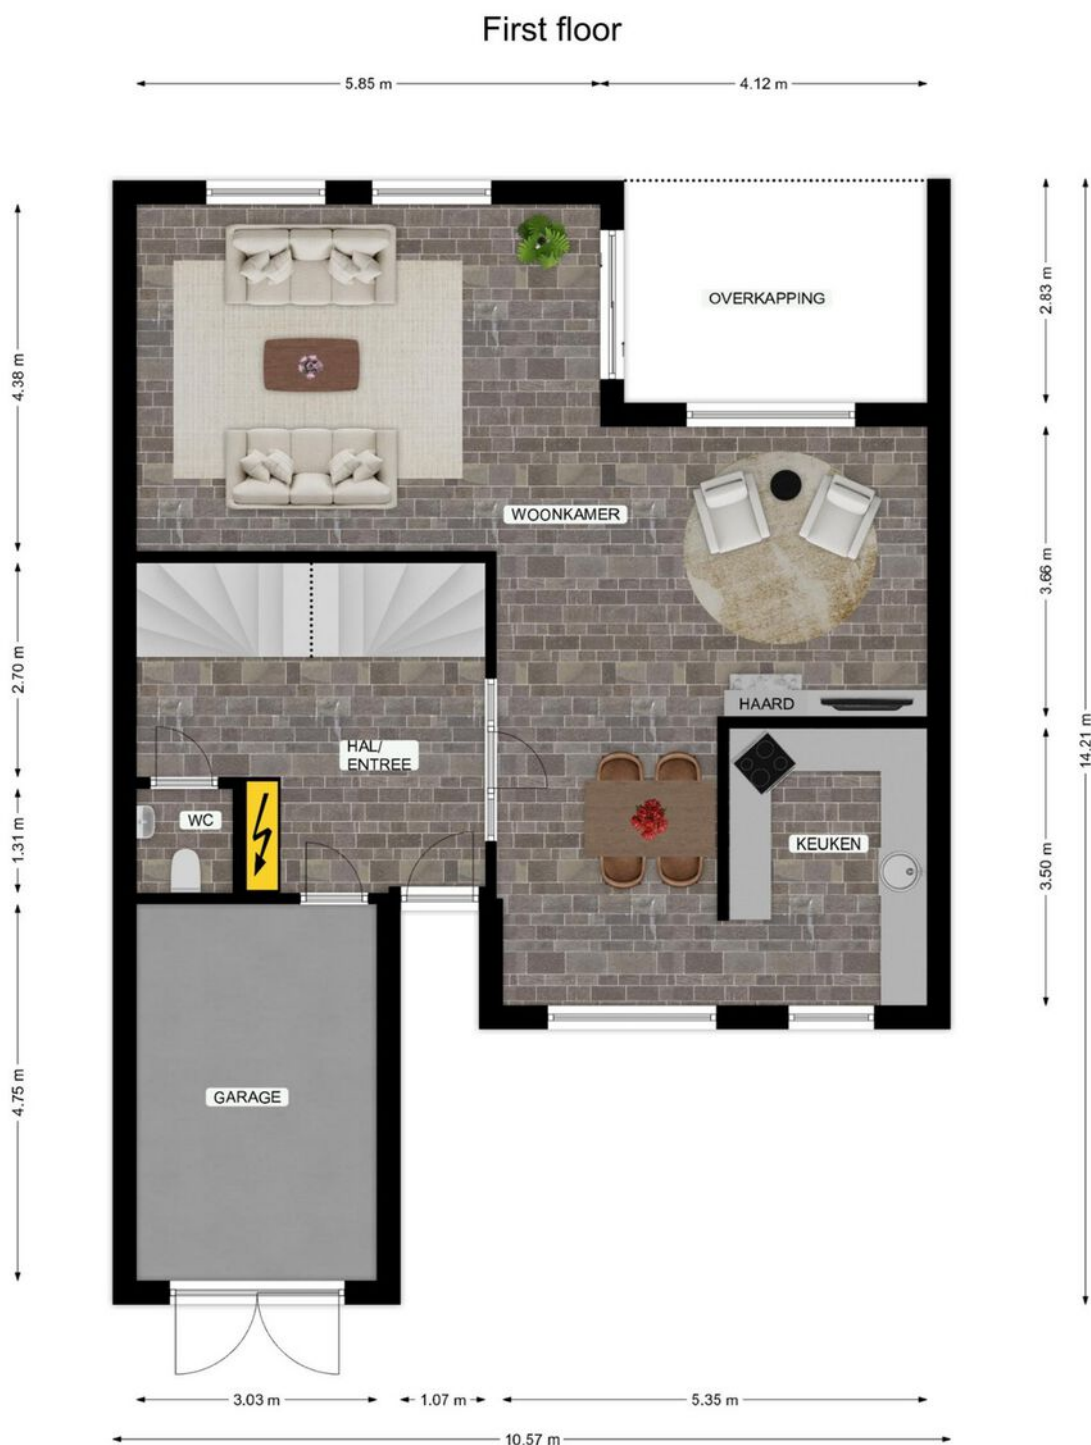 First floor
5.85 m
4.12 m
OVERKAPPING
2.83 m
4.38 m
WOONKAMER
3.66 m
2.70 m
HAARD
14.21 m
HAL/
ENTREE
WC
1.31 m
KEUKEN
3.50 m
GARAGE
4.75 m
3.03 m
1.07 m
5.35 m
10.57 m